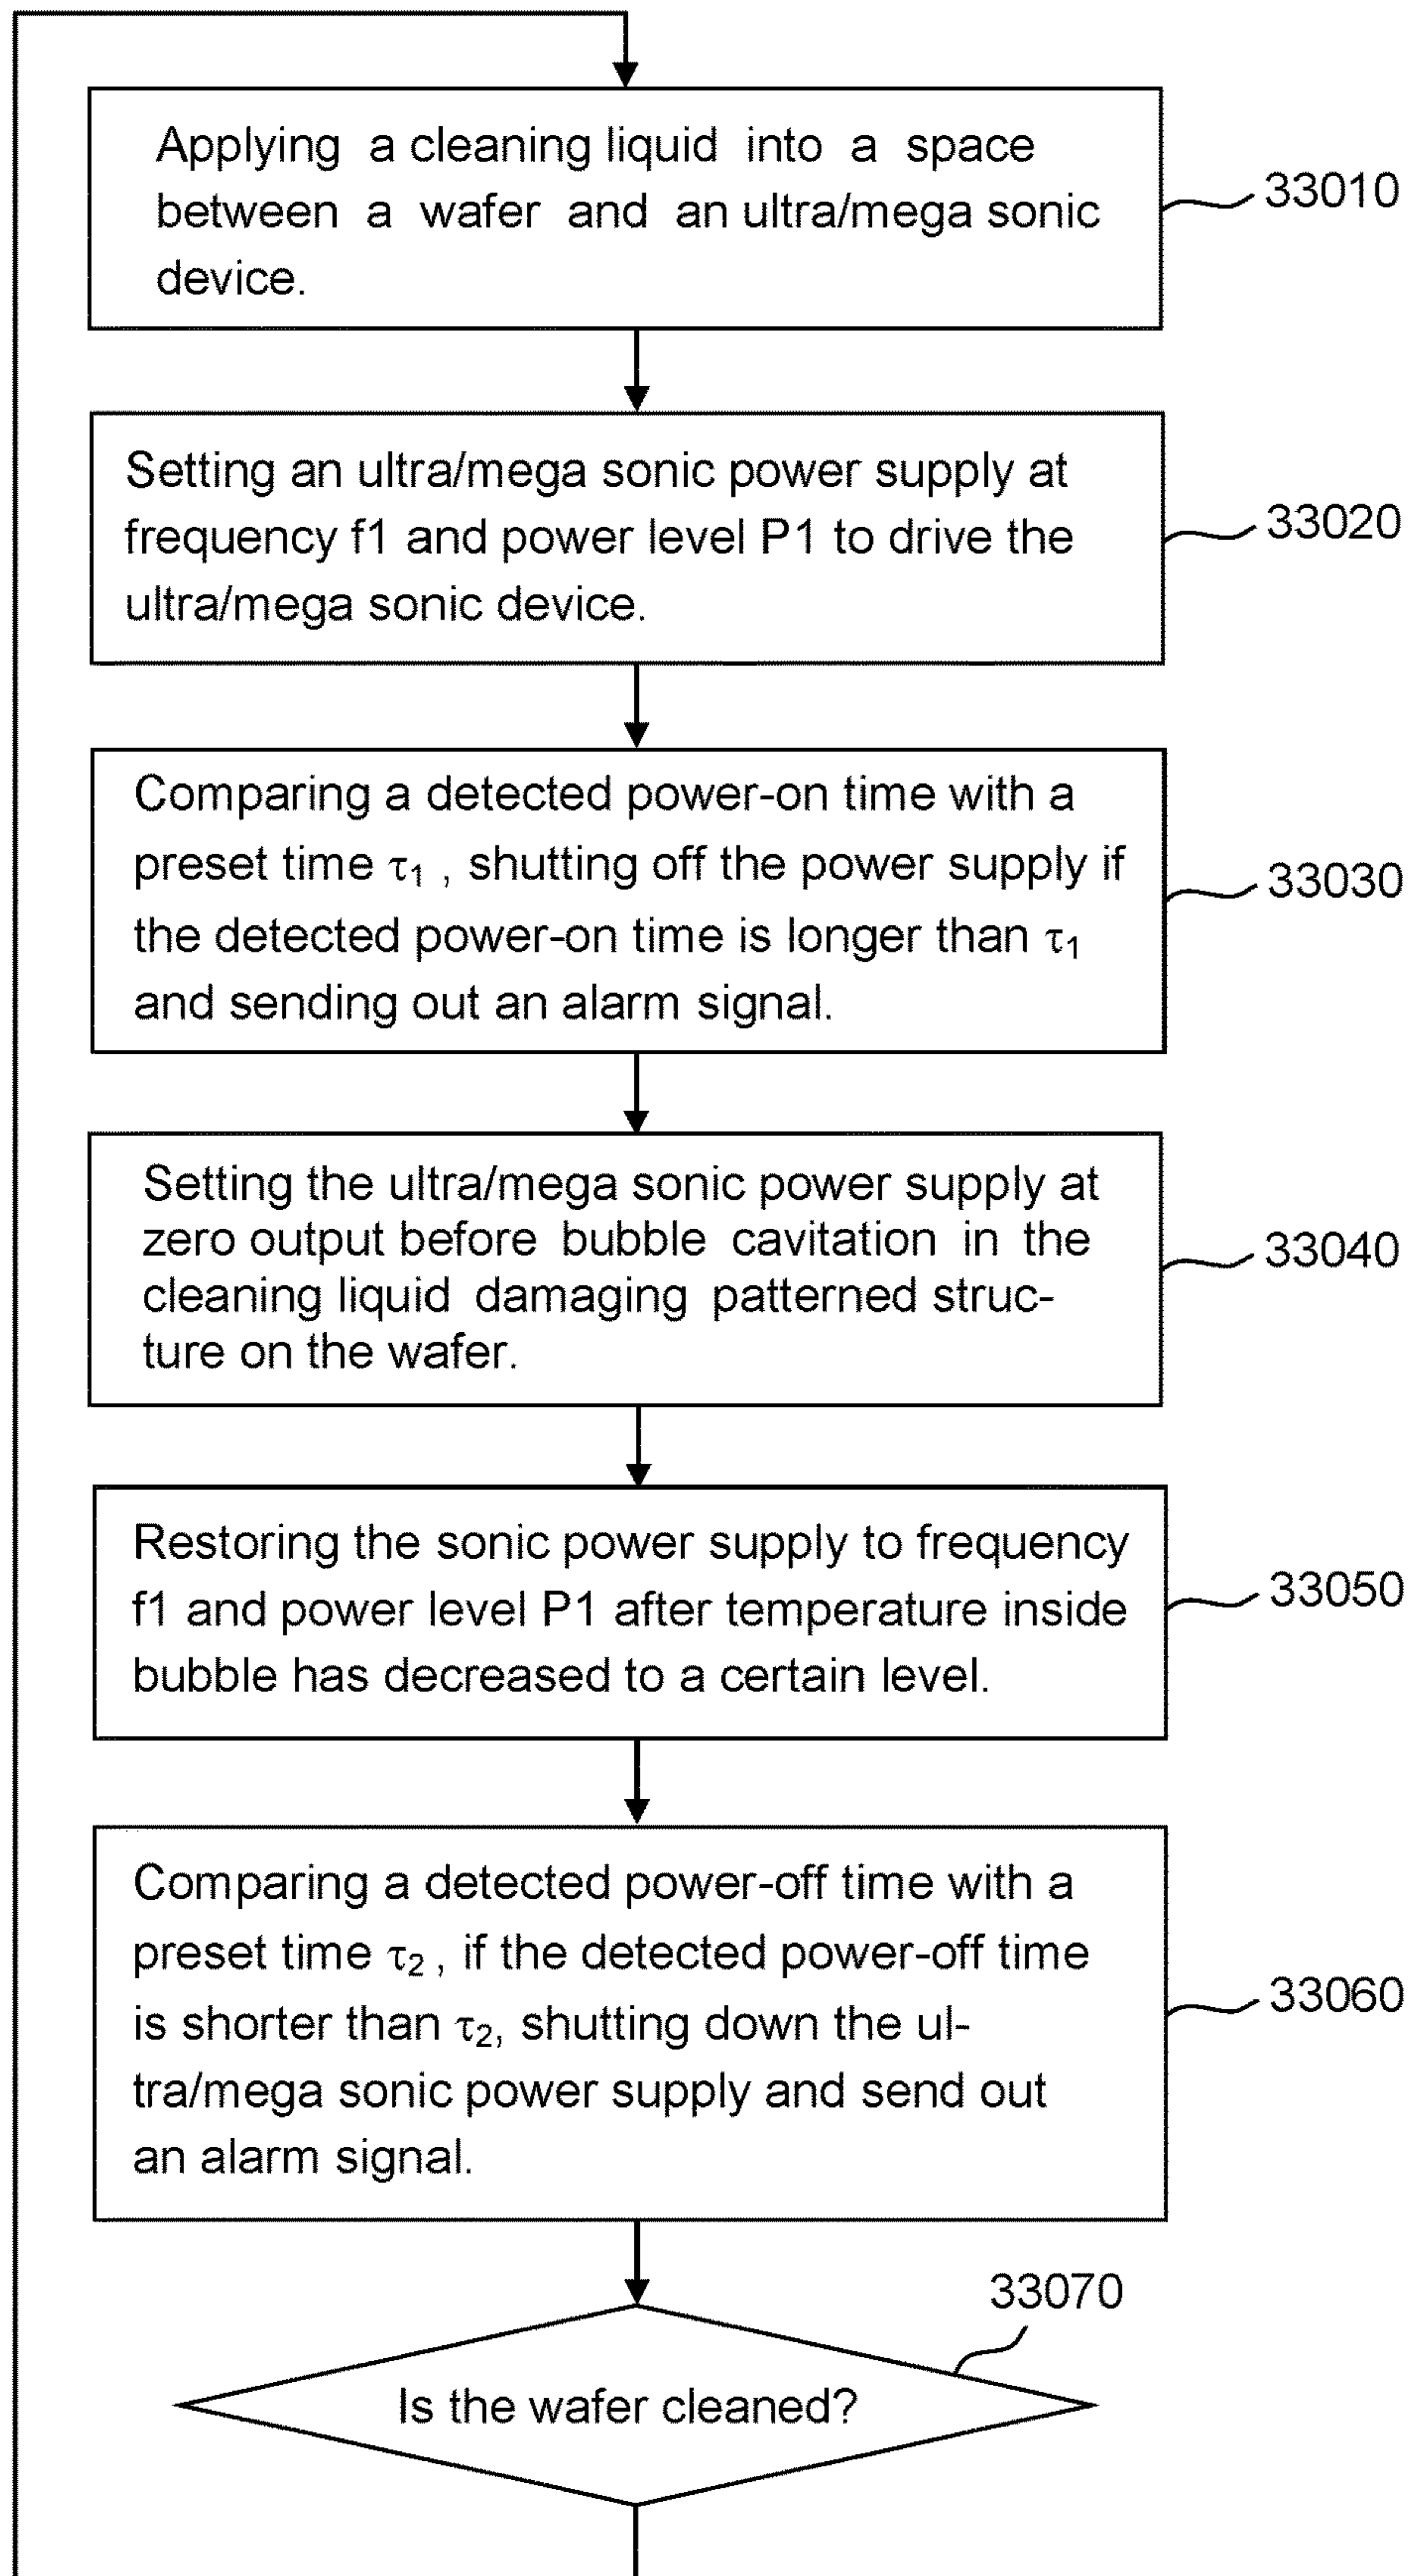 Applying a cleaning liquid into a space
between a wafer and an ultra/mega sonic
device.
33010
Setting an ultra/mega sonic power supply at
frequency f1 and power level P1 to drive the
ultra/mega sonic device.
33020
Comparing a detected power-on time with a
preset time τ₁ , shutting off the power supply if
the detected power-on time is longer than τ₁
and sending out an alarm signal.
33030
Setting the ultra/mega sonic power supply at
zero output before bubble cavitation in the
cleaning liquid damaging patterned struc-
ture on the wafer.
33040
Restoring the sonic power supply to frequency
f1 and power level P1 after temperature inside
bubble has decreased to a certain level.
33050
Comparing a detected power-off time with a
preset time τ₂ , if the detected power-off time
is shorter than τ₂, shutting down the ul-
tra/mega sonic power supply and send out
an alarm signal.
33060
33070
Is the wafer cleaned?